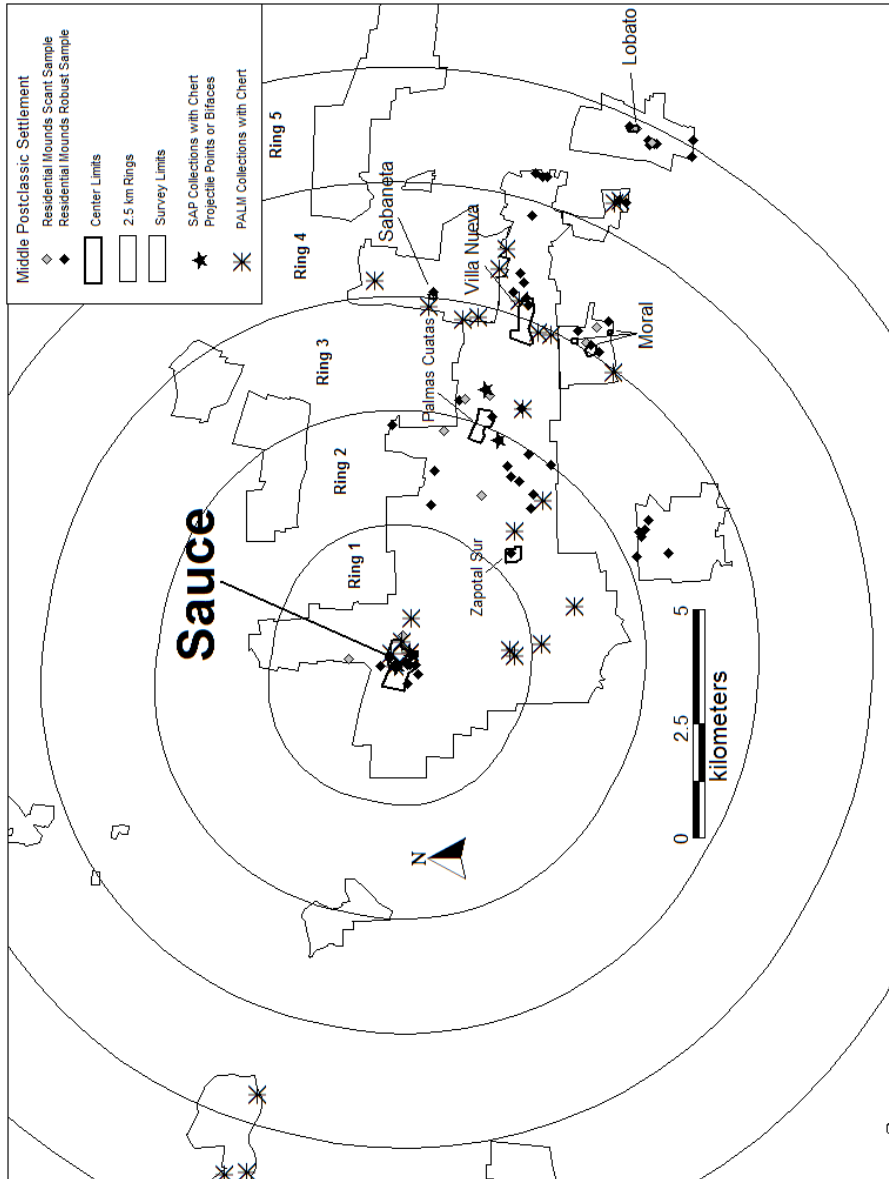 Middle Postclassic Settlement
Residential Mounds Scant Sample
Residential Mounds Robust Sample
Center Limits
2.5 km Rings
Survey Limits
SAP Collections with Chert
Projectile Points or Bifaces
PALM Collections with Chert
Lobato
Ring 5
Sabaneta
Ring 4
Villa Nueva
Ring 3
Palmas Cuatas
Moral
Ring 2
Sauce
Ring 1
Zapotal Sur
0
2.5
5
kilometers
N